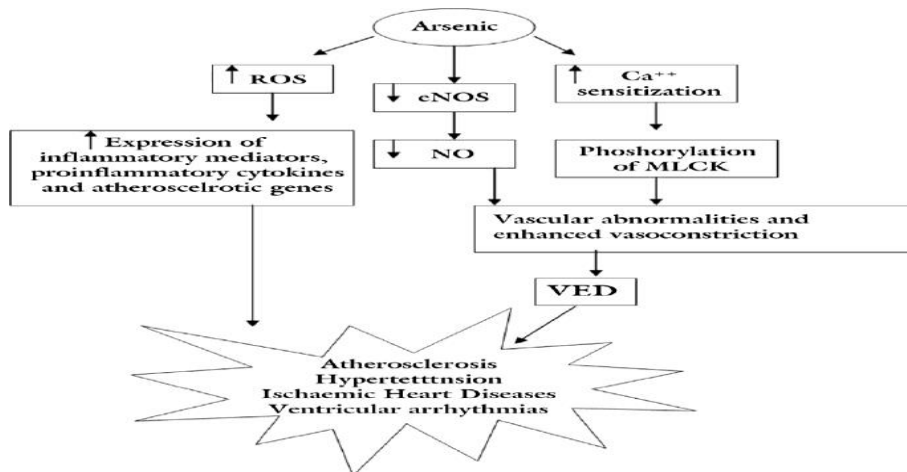 Arsenic
↑ ROS
↓ eNOS
↑ Ca⁺⁺
sensitization
↑ Expression of
inflammatory mediators,
proinflammatory cytokines
and atheroscelrotic genes
↓ NO
Phoshorylation
of MLCK
Vascular abnormalities and
enhanced vasoconstriction
VED
Atherosclerosis
Hypertetttnsion
Ischaemic Heart Diseases
Ventricular arrhythmias